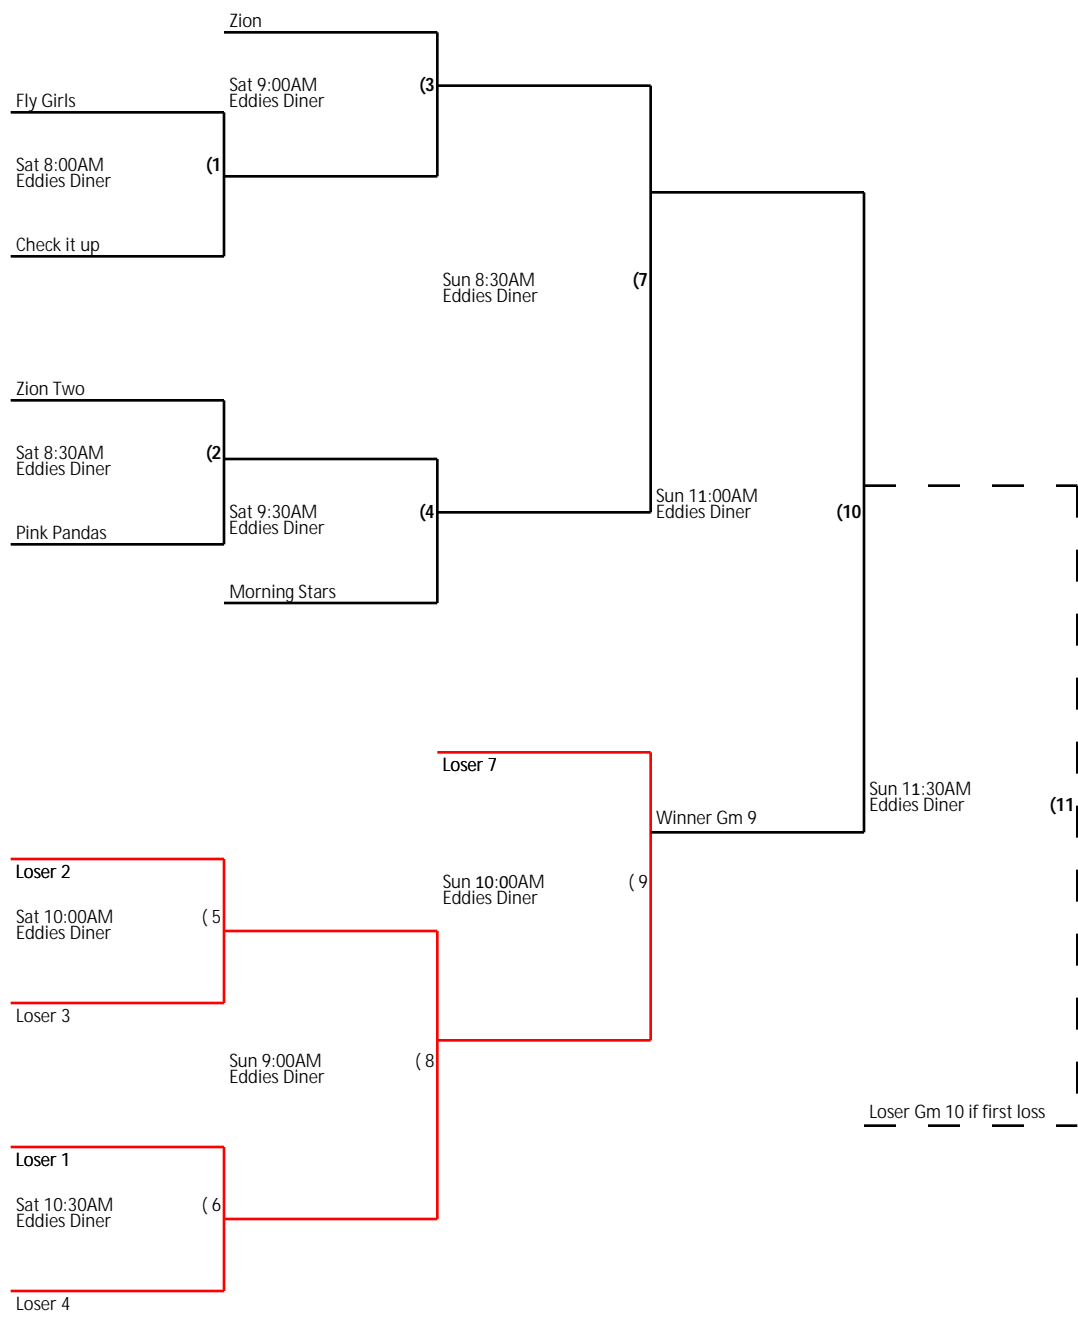 Zion
Sat 9:00AM
Eddies Diner
(3
Fly Girls
Sat 8:00AM
Eddies Diner
(1
Check it up
Sun 8:30AM
Eddies Diner
(7
Zion Two
Sat 8:30AM
Eddies Diner
(2
Sat 9:30AM
Eddies Diner
(4
Pink Pandas
Morning Stars
Sun 11:00AM
Eddies Diner
(10
Loser 7
Sun 11:30AM
Eddies Diner
(11
Winner Gm 9
Loser 2
Sun 10:00AM
Eddies Diner
( 9
Sat 10:00AM
Eddies Diner
( 5
Loser 3
Sun 9:00AM
Eddies Diner
( 8
Loser Gm 10 if first loss
Loser 1
Sat 10:30AM
Eddies Diner
( 6
Loser 4